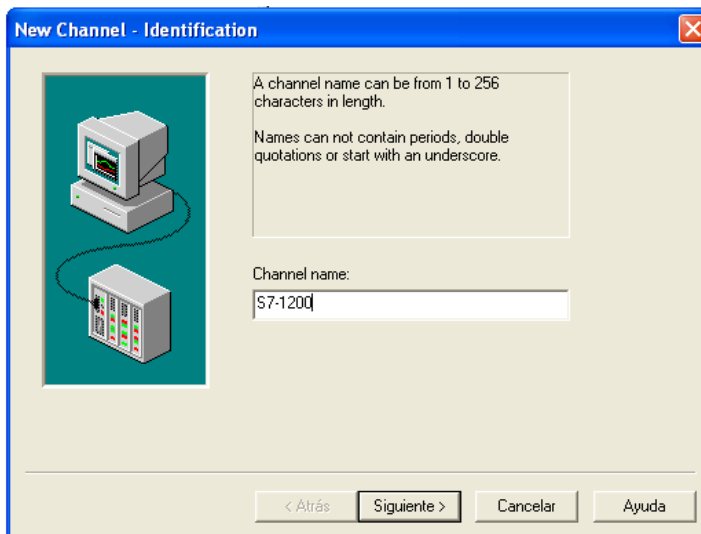 New Channel - Identification
A channel name can be from 1 to 256
characters in length.
Names can not contain periods, double
quotations or start with an underscore.
Channel name:
S7-1200
< Atrás
Siguiente >
Cancelar
Ayuda